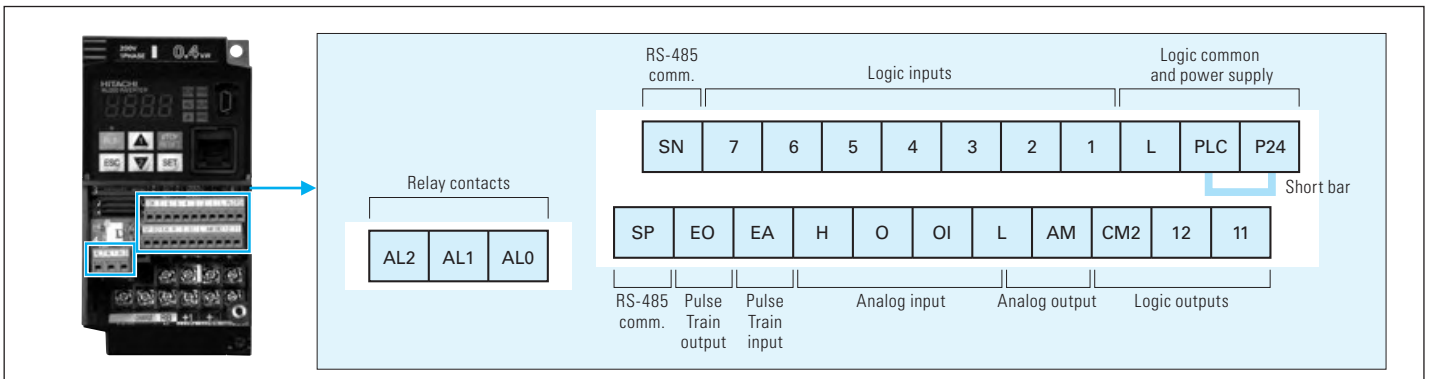 200V
1PHASE
0.4 kW
HITACHI
ESC
SET
Relay contacts
AL2 AL1 AL0
RS-485
comm.
Logic inputs
Logic common
and power supply
SN 7 6 5 4 3 2 1 L PLC P24
Short bar
SP EO EA H O OI L AM CM2 12 11
RS-485
comm.
Pulse
Train
output
Pulse
Train
input
Analog input
Analog output
Logic outputs